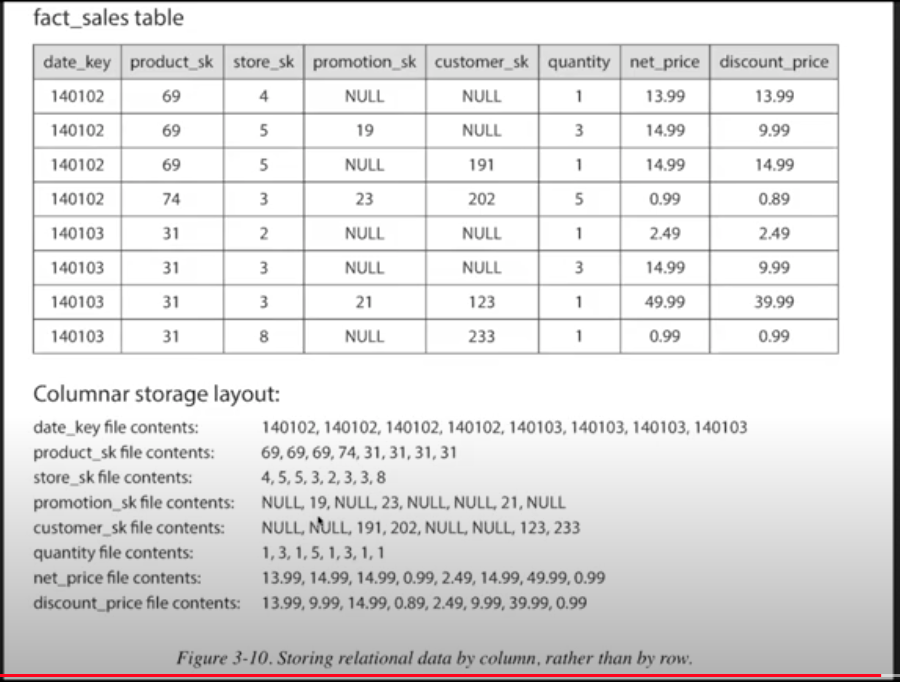 fact_sales table
date_key product_sk store_sk promotion_sk customer_sk quantity net_price discount_price
140102 69 4 NULL NULL 1 13.99 13.99
140102 69 5 19 NULL 3 14.99 9.99
140102 69 5 NULL 191 1 14.99 14.99
140102 74 3 23 202 5 0.99 0.89
140103 31 2 NULL NULL 1 2.49 2.49
140103 31 3 NULL NULL 3 14.99 9.99
140103 31 3 21 123 1 49.99 39.99
140103 31 8 NULL 233 1 0.99 0.99
Columnar storage layout:
date_key file contents: 140102, 140102, 140102, 140102, 140103, 140103, 140103, 140103
product_sk file contents: 69, 69, 69, 74, 31, 31, 31, 31
store_sk file contents: 4, 5, 5, 3, 2, 3, 3, 8
promotion_sk file contents: NULL, 19, NULL, 23, NULL, NULL, 21, NULL
customer_sk file contents: NULL, NULL, 191, 202, NULL, NULL, 123, 233
quantity file contents: 1, 3, 1, 5, 1, 3, 1, 1
net_price file contents: 13.99, 14.99, 14.99, 0.99, 2.49, 14.99, 49.99, 0.99
discount_price file contents: 13.99, 9.99, 14.99, 0.89, 2.49, 9.99, 39.99, 0.99
Figure 3-10. Storing relational data by column, rather than by row.